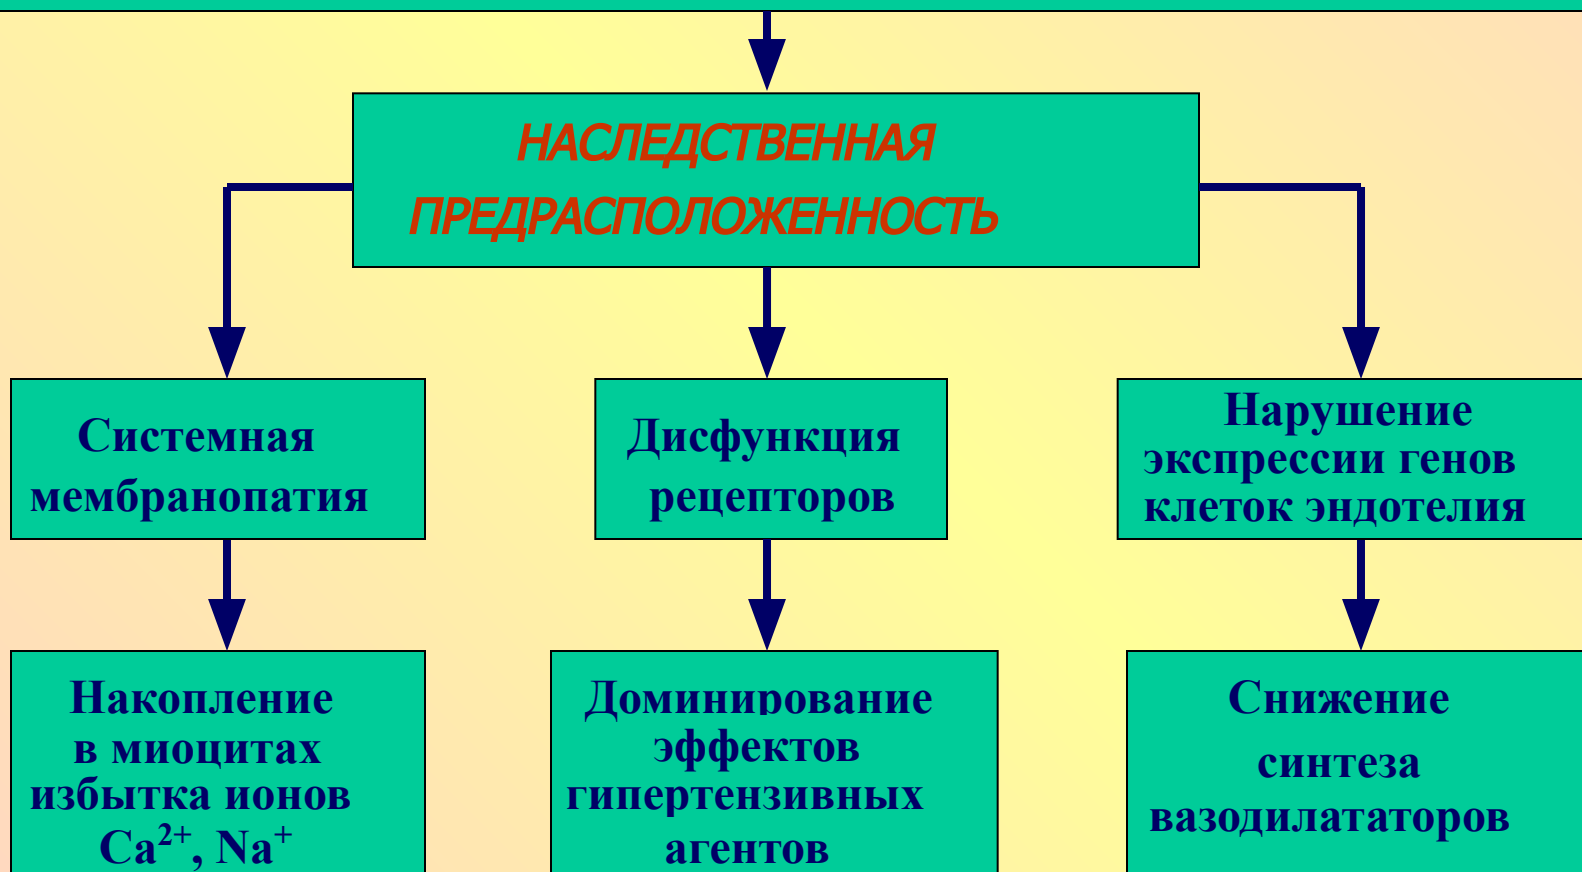 НАСЛЕДСТВЕННАЯ
ПРЕДРАСПОЛОЖЕННОСТЬ
Системная
мембранопатия
Дисфункция
рецепторов
Нарушение
экспрессии генов
клеток эндотелия
Накопление
в миоцитах
избытка ионов
Ca²⁺, Na⁺
Доминирование
эффектов
гипертензивных
агентов
Снижение
синтеза
вазодилататоров